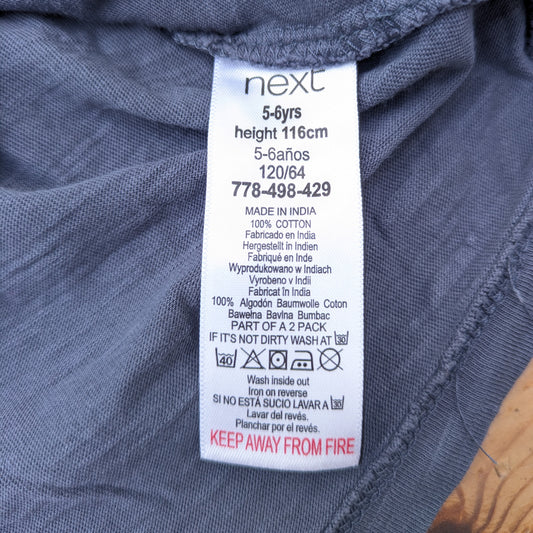 next
5-6yrs
height 116cm
5-6años
120/64
778-498-429
MADE IN INDIA
100% COTTON
Fabricado en India
Hergestellt in Indien
Fabriqué en Inde
Wyprodukowano w Indiach
Vyrobeno v Indii
Fabricat în India
100% Algodón Baumwolle Coton
Bawełna Bavlna Bumbac
PART OF A 2 PACK
IF IT'S NOT DIRTY WASH AT 30
40
Wash inside out
Iron on reverse
SI NO ESTÁ SUCIO LAVAR A 30
Lavar del revés.
Planchar por el revés.
KEEP AWAY FROM FIRE